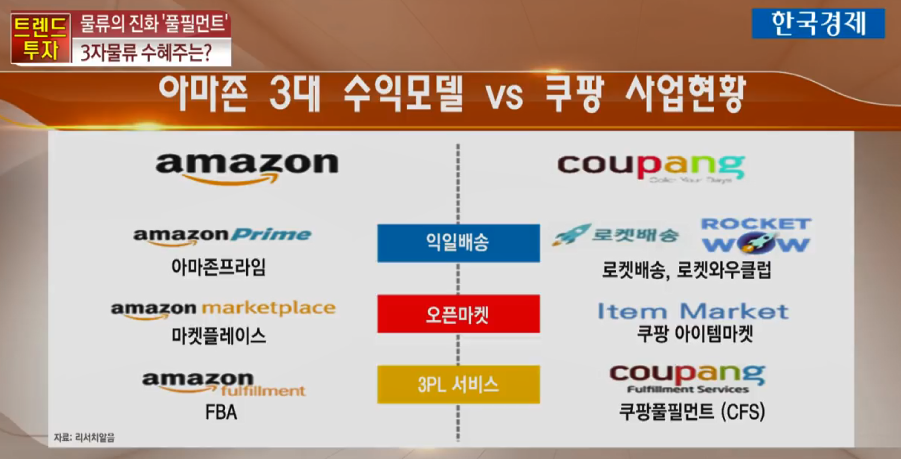 트렌드
투자
물류의 진화 '풀필먼트'
3자물류 수혜주는?
한국경제
아마존 3대 수익모델 vs 쿠팡 사업현황
amazon
coupang
Color Your Days
amazon Prime
익일배송
로켓배송
ROCKET
WOW
아마존프라임
로켓배송, 로켓와우클럽
amazon marketplace
오픈마켓
Item Market
마켓플레이스
쿠팡 아이템마켓
amazon
fulfillment
3PL 서비스
coupang
Fulfillment Services
FBA
쿠팡풀필먼트 (CFS)
자료: 리서치알음